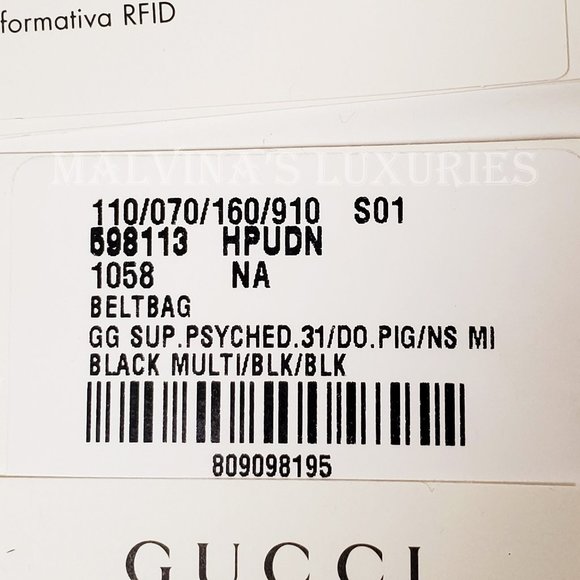 formativa RFID
MALVINA'S LUXURIES
110/070/160/910 S01
598113 HPUDN
1058 NA
BELTBAG
GG SUP.PSYCHED.31/DO.PIG/NS MI
BLACK MULTI/BLK/BLK
809098195
GUCCI